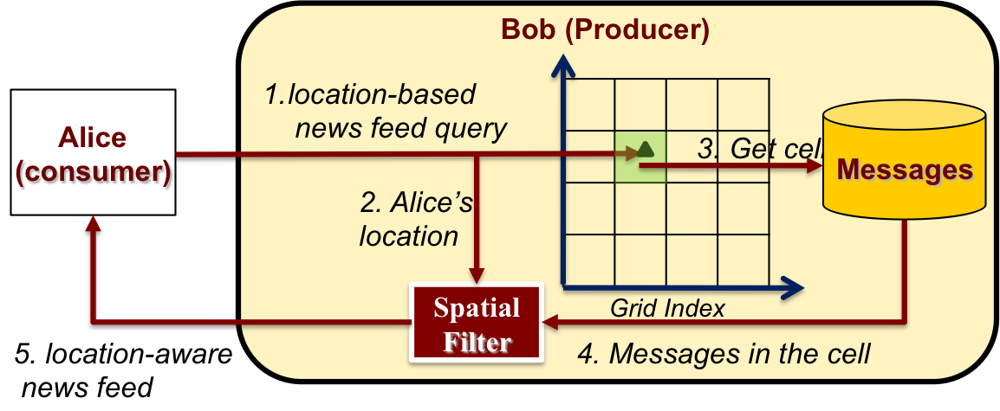 Bob (Producer)
1.location-based
news feed query
Alice
(consumer)
3. Get cell
Messages
2. Alice's
location
Spatial
Filter
Grid Index
5. location-aware
news feed
4. Messages in the cell